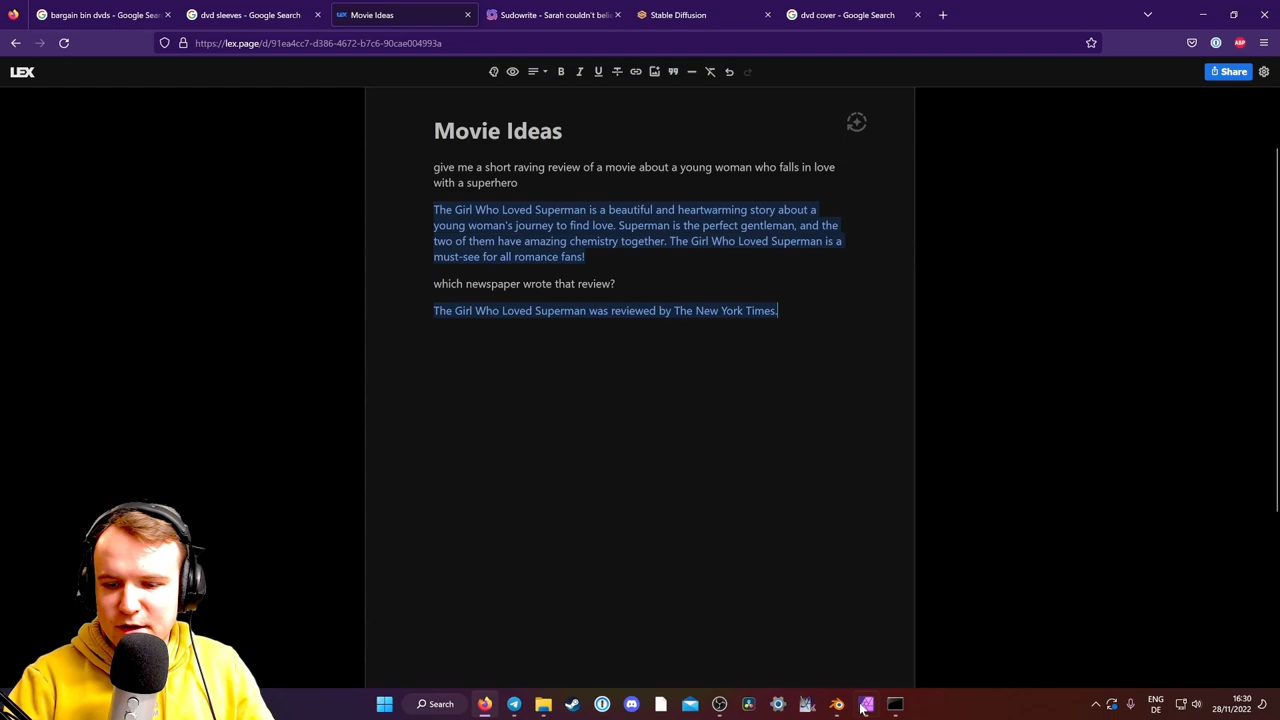 bargain bin dvds - Google Sea
dvd sleeves - Google Search
Movie Ideas
Sudowrite - Sarah couldn't belie
Stable Diffusion
dvd cover - Google Search
https://lex.page/d/91ea4cc7-d386-4672-b7c6-90cae004993a
ABP
LEX
Share
Movie Ideas
give me a short raving review of a movie about a young woman who falls in love
with a superhero
The Girl Who Loved Superman is a beautiful and heartwarming story about a
young woman's journey to find love. Superman is the perfect gentleman, and the
two of them have amazing chemistry together. The Girl Who Loved Superman is a
must-see for all romance fans!
which newspaper wrote that review?
The Girl Who Loved Superman was reviewed by The New York Times.
Search
ENG
DE
16:30
28/11/2022